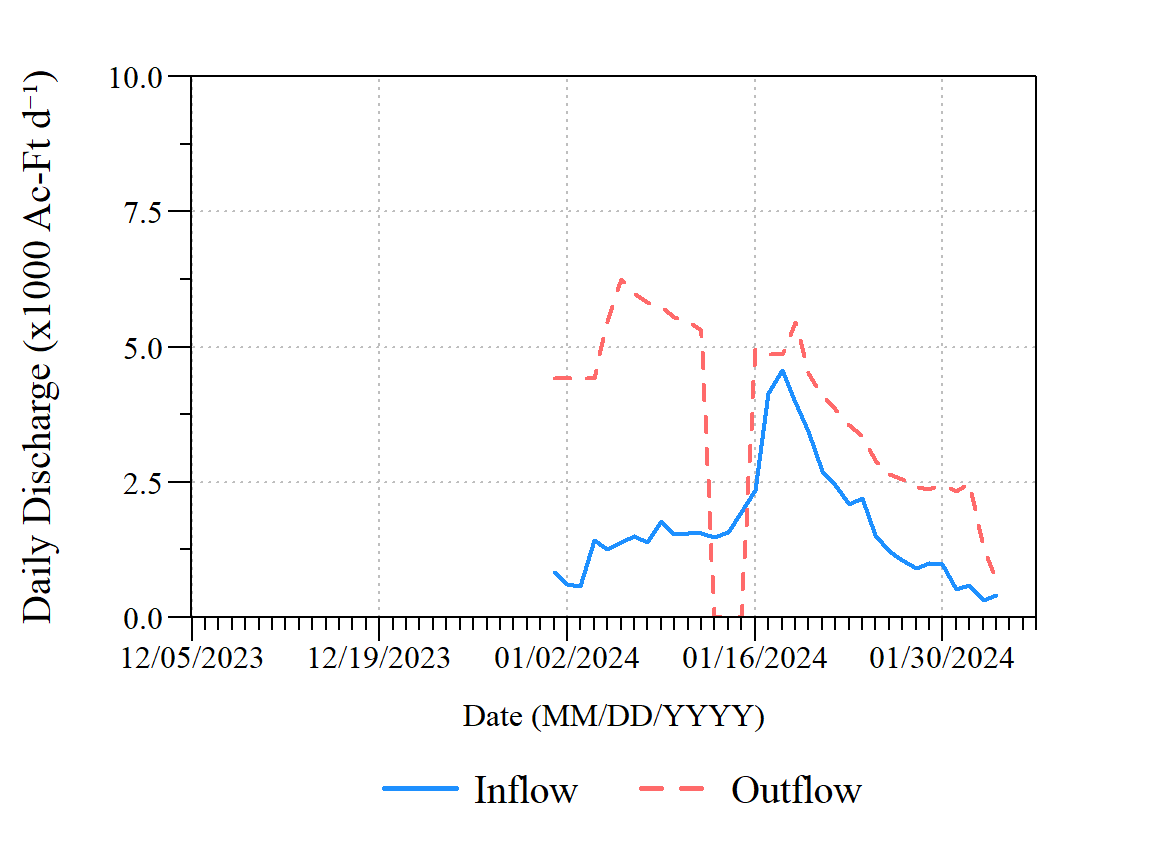 Daily Discharge (x1000 Ac-Ft d⁻¹)
10.0
7.5
5.0
2.5
0.0
12/05/2023 12/19/2023 01/02/2024 01/16/2024 01/30/2024
Date (MM/DD/YYYY)
Inflow Outflow